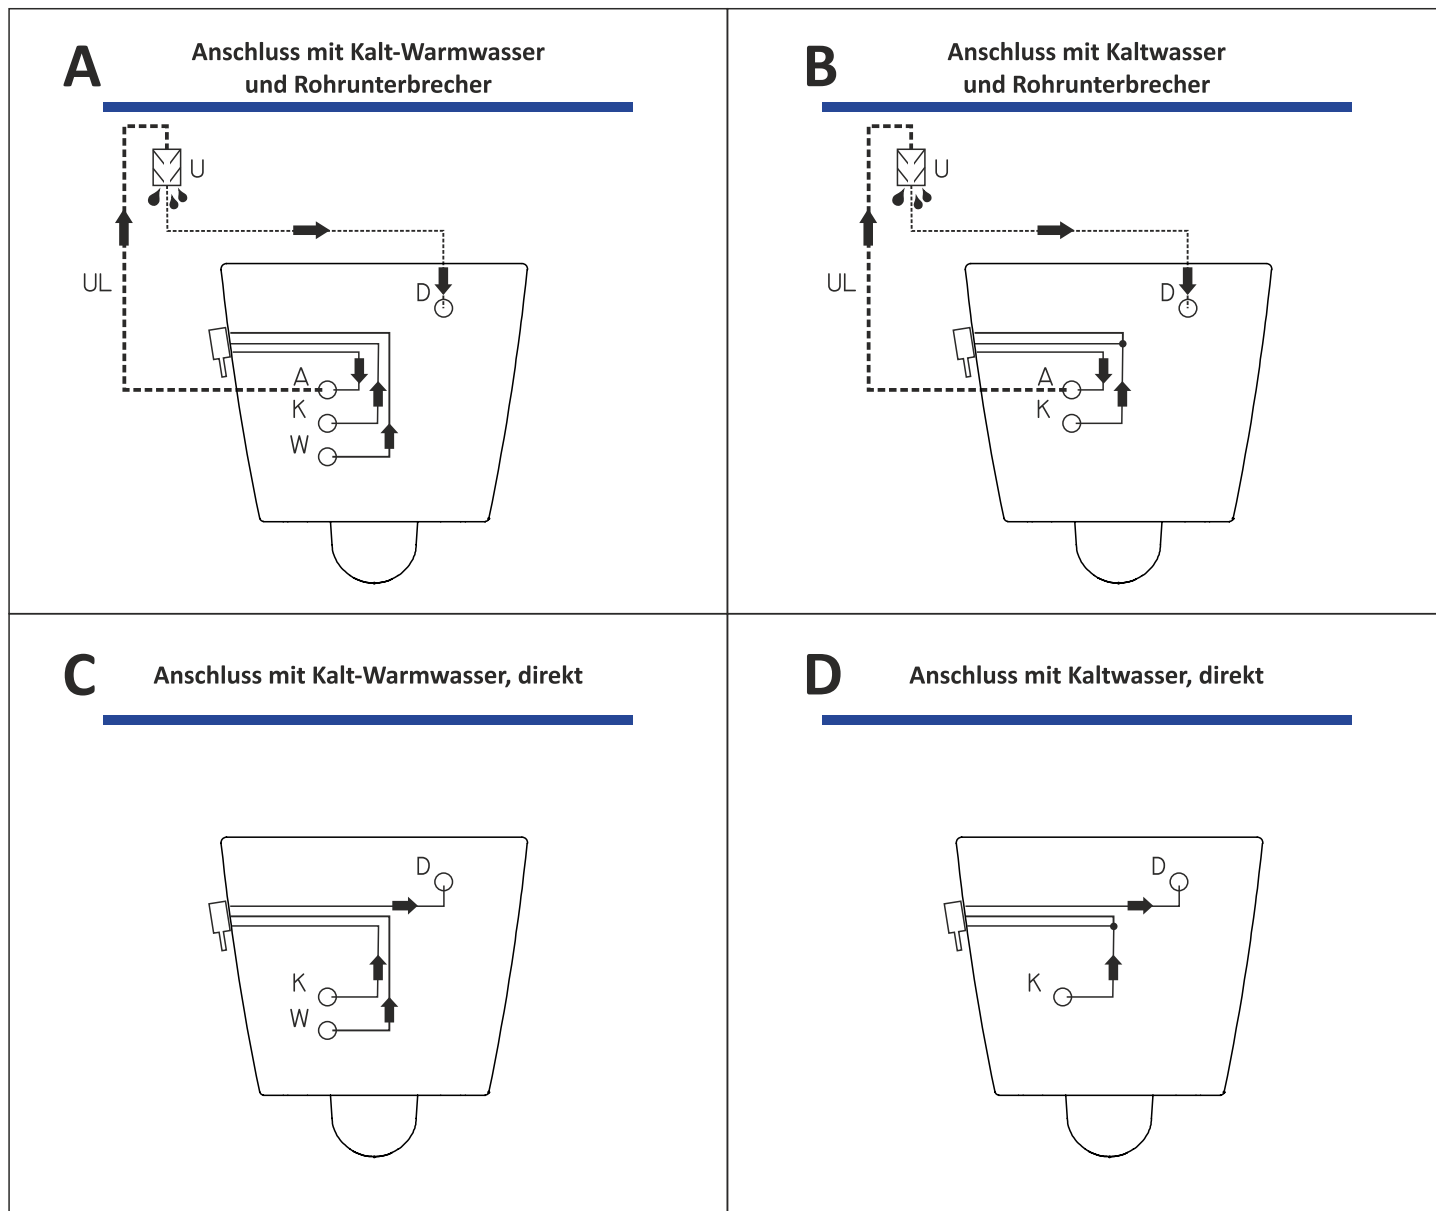 A
Anschluss mit Kalt-Warmwasser
und Rohrunterbrecher
U
UL
D
A
K
W
B
Anschluss mit Kaltwasser
und Rohrunterbrecher
U
UL
D
A
K
C
Anschluss mit Kalt-Warmwasser, direkt
D
K
W
D
Anschluss mit Kaltwasser, direkt
D
K